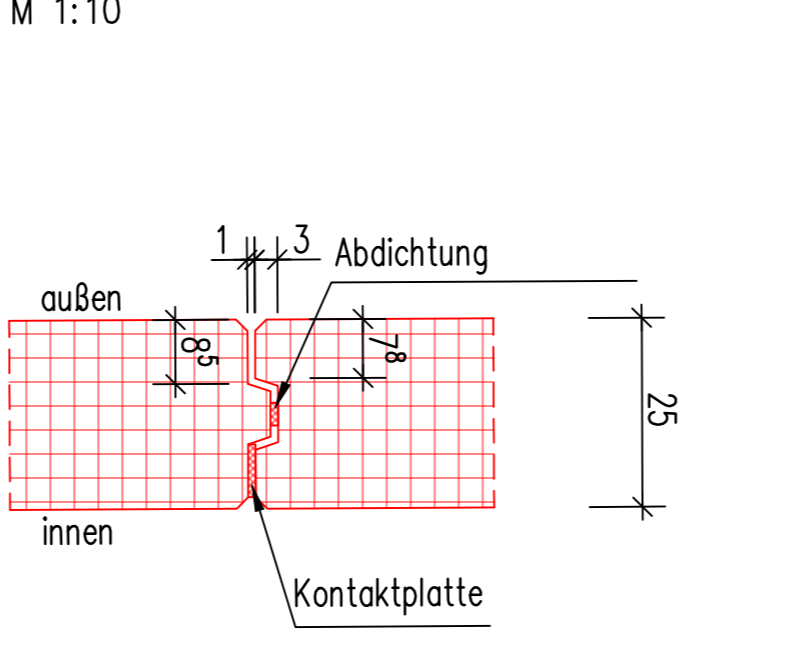 M 1:10
1 3 Abdichtung
außen
8⁵ 7⁸
25
innen
Kontaktplatte